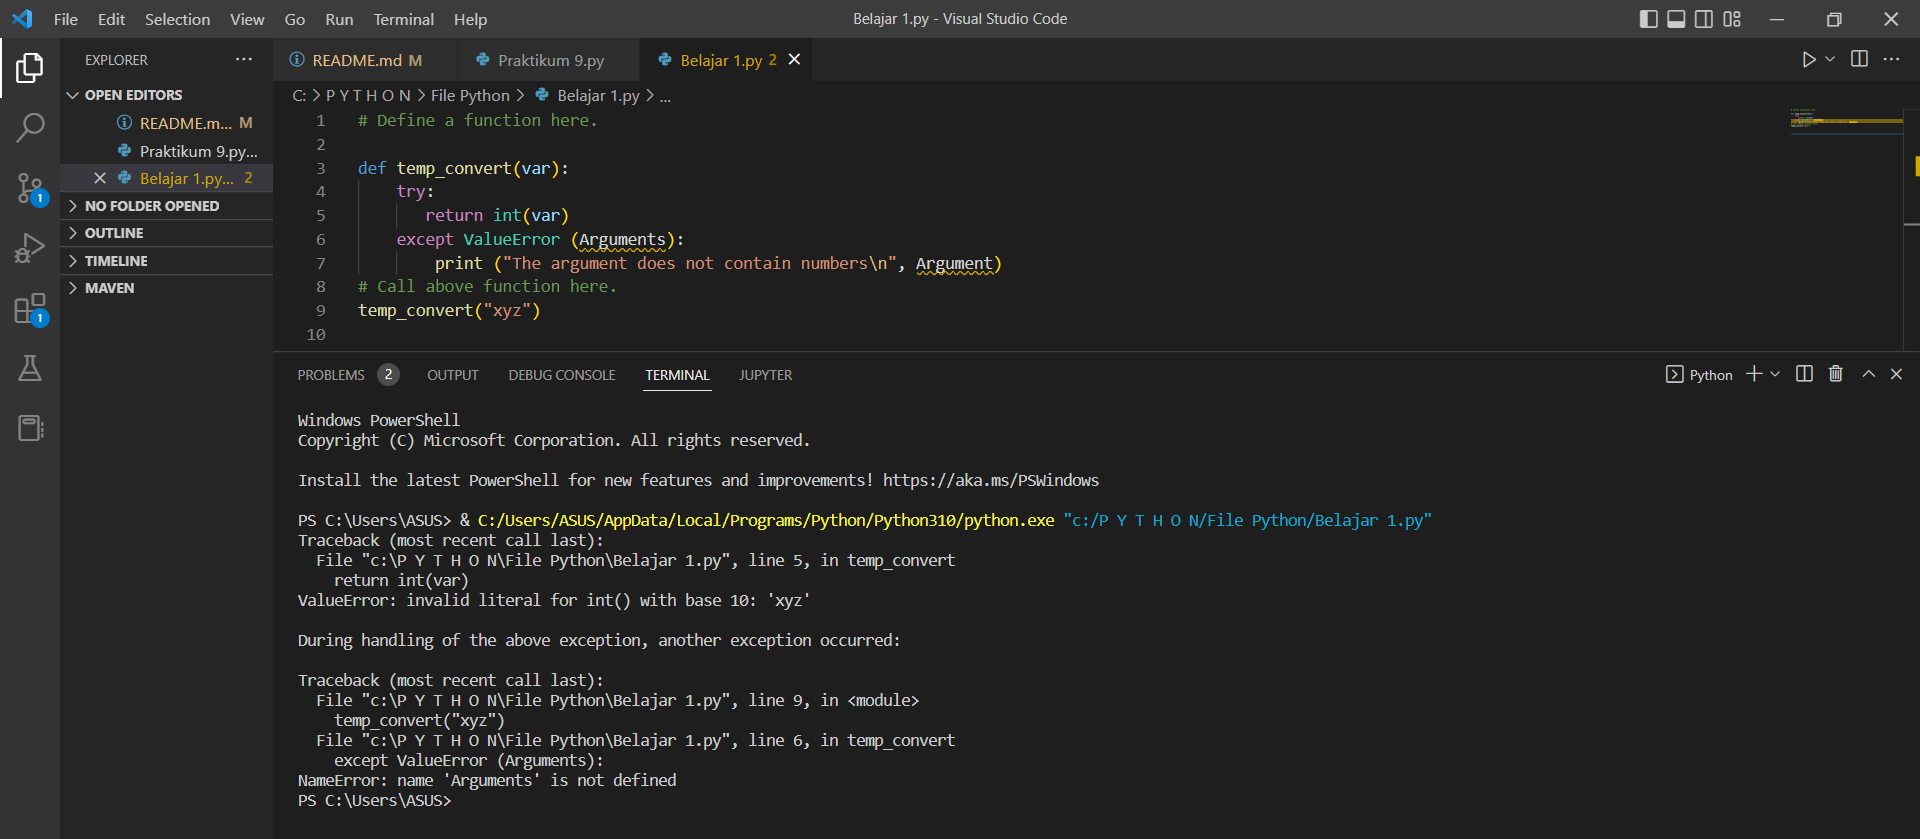 File Edit Selection View Go Run Terminal Help Belajar 1.py - Visual Studio Code
EXPLORER ···
OPEN EDITORS
README.m... M
Praktikum 9.py...
Belajar 1.py... 2
NO FOLDER OPENED
OUTLINE
TIMELINE
MAVEN
1
1
README.md M Praktikum 9.py Belajar 1.py 2
C: > P Y T H O N > File Python > Belajar 1.py > ...
1 # Define a function here.
2
3 def temp_convert(var):
4 try:
5 return int(var)
6 except ValueError (Arguments):
7 print ("The argument does not contain numbers\n", Argument)
8 # Call above function here.
9 temp_convert("xyz")
10
PROBLEMS 2 OUTPUT DEBUG CONSOLE TERMINAL JUPYTER Python
Windows PowerShell
Copyright (C) Microsoft Corporation. All rights reserved.
Install the latest PowerShell for new features and improvements! https://aka.ms/PSWindows
PS C:\Users\ASUS> & C:/Users/ASUS/AppData/Local/Programs/Python/Python310/python.exe "c:/P Y T H O N/File Python/Belajar 1.py"
Traceback (most recent call last):
File "c:\P Y T H O N\File Python\Belajar 1.py", line 5, in temp_convert
return int(var)
ValueError: invalid literal for int() with base 10: 'xyz'
During handling of the above exception, another exception occurred:
Traceback (most recent call last):
File "c:\P Y T H O N\File Python\Belajar 1.py", line 9, in <module>
temp_convert("xyz")
File "c:\P Y T H O N\File Python\Belajar 1.py", line 6, in temp_convert
except ValueError (Arguments):
NameError: name 'Arguments' is not defined
PS C:\Users\ASUS>